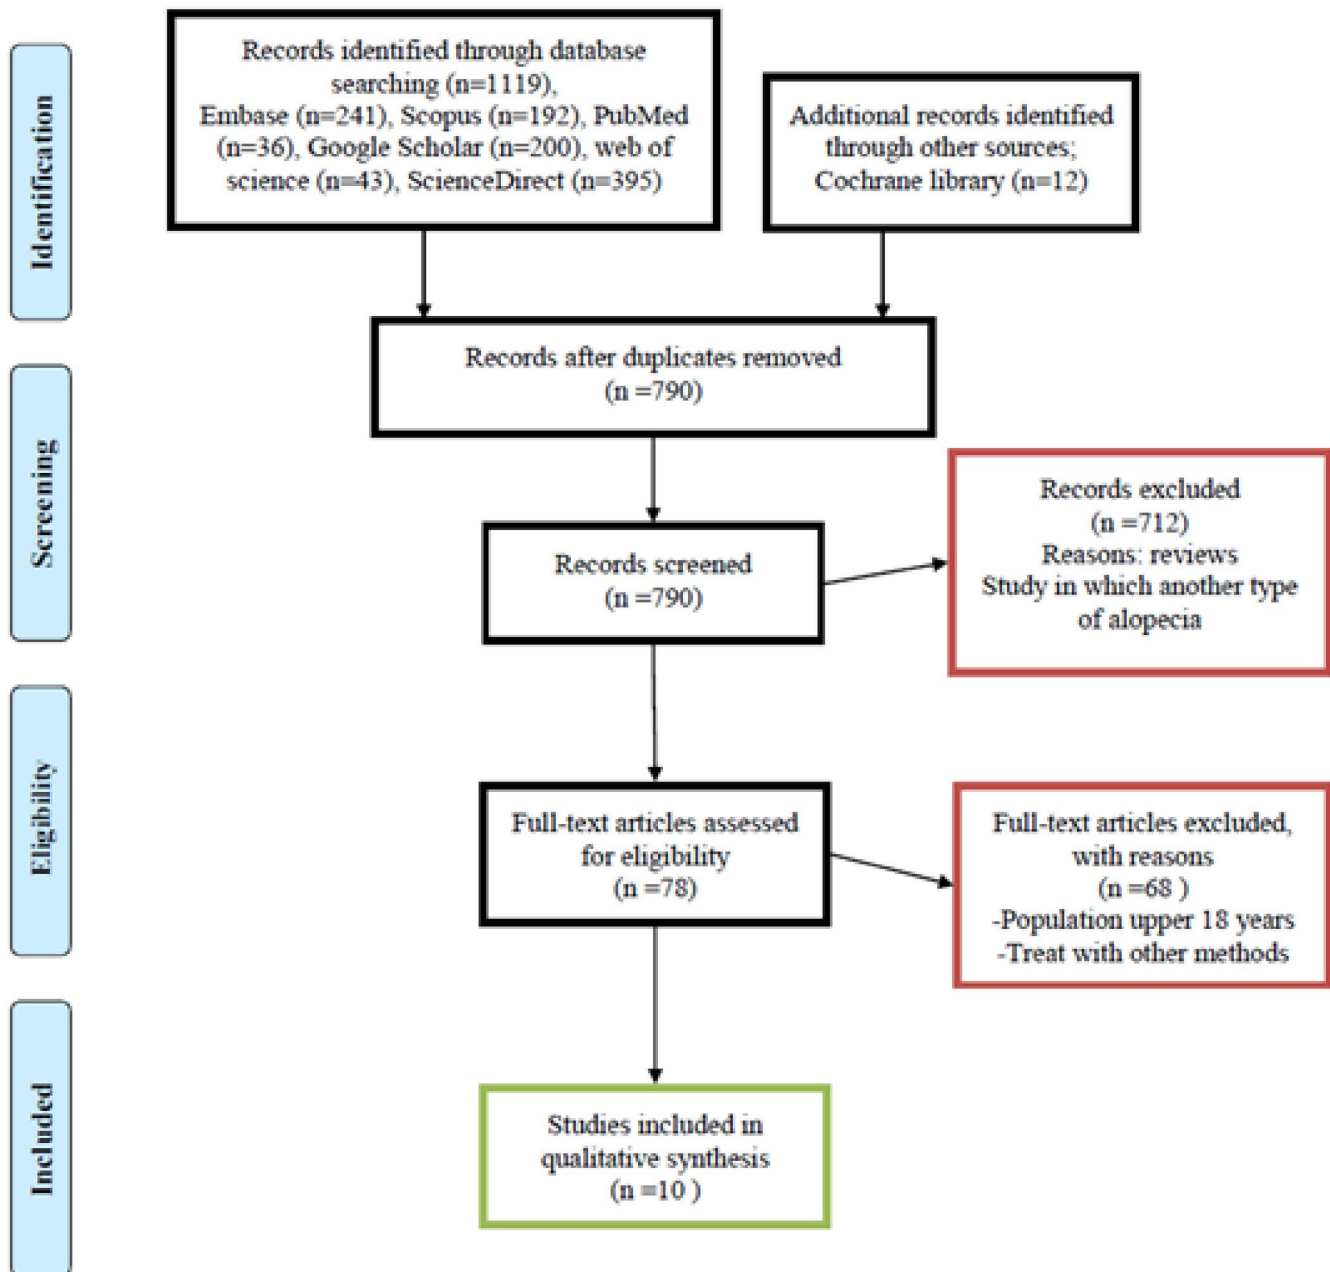 Identification
Records identified through database
searching (n=1119),
Embase (n=241), Scopus (n=192), PubMed
(n=36), Google Scholar (n=200), web of
science (n=43), ScienceDirect (n=395)
Additional records identified
through other sources;
Cochrane library (n=12)
Records after duplicates removed
(n =790)
Screening
Records screened
(n =790)
Records excluded
(n =712)
Reasons: reviews
Study in which another type
of alopecia
Eligibility
Full-text articles assessed
for eligibility
(n =78)
Full-text articles excluded,
with reasons
(n =68 )
-Population upper 18 years
-Treat with other methods
Included
Studies included in
qualitative synthesis
(n =10 )